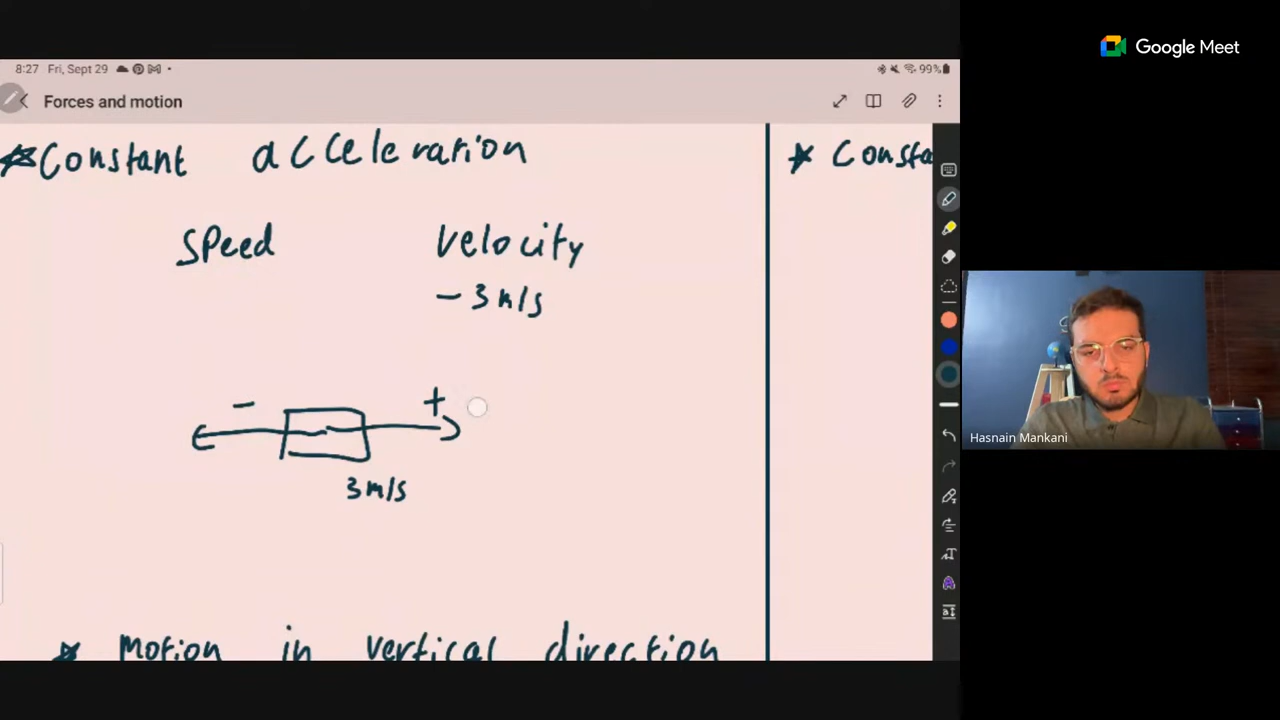 Google Meet
8:27 Fri, Sept 29
99%
Forces and motion
Constant acceleration
Consta
Speed Velocity
- 3 m/s
- +
3 m/s
Hasnain Mankani
motion in vertical direction